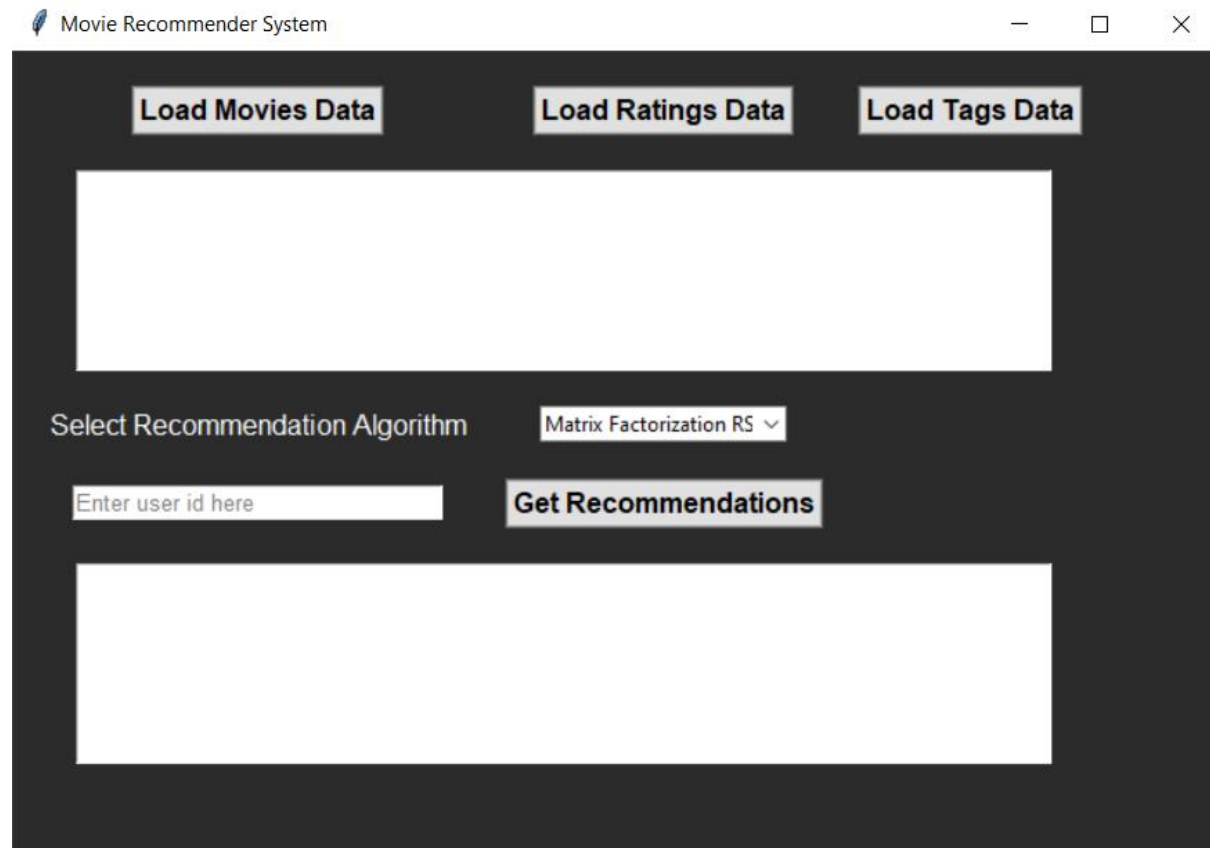 Movie Recommender System
Load Movies Data Load Ratings Data Load Tags Data
Select Recommendation Algorithm Matrix Factorization RS
Enter user id here Get Recommendations